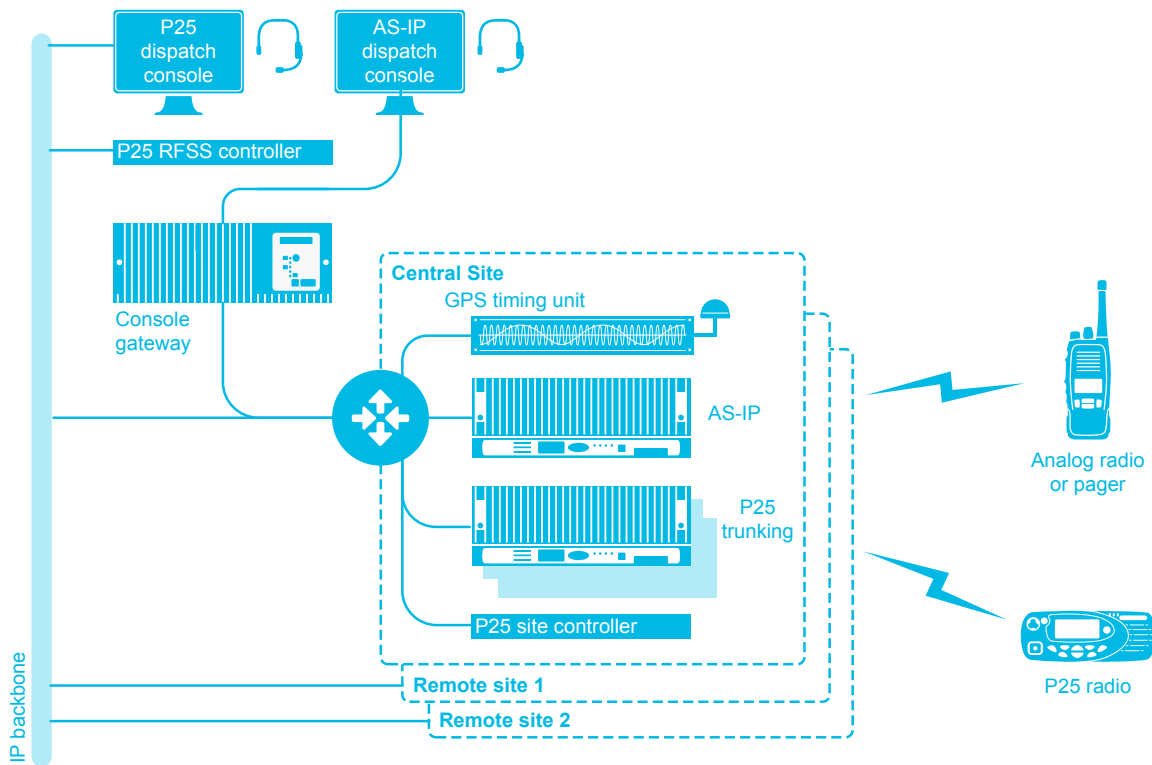 P25
dispatch
console
AS-IP
dispatch
console
P25 RFSS controller
Console
gateway
Central Site
GPS timing unit
AS-IP
P25
trunking
P25 site controller
Remote site 1
Remote site 2
Analog radio
or pager
P25 radio
IP backbone